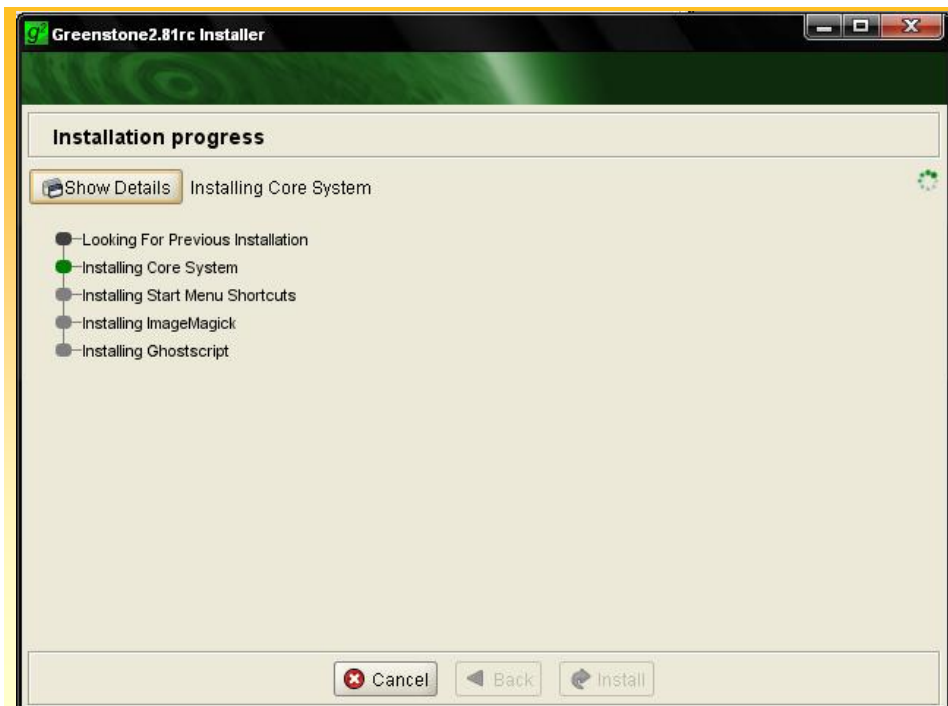 g2 Greenstone2.81rc Installer
Installation progress
Show Details Installing Core System
Looking For Previous Installation
Installing Core System
Installing Start Menu Shortcuts
Installing ImageMagick
Installing Ghostscript
Cancel Back Install